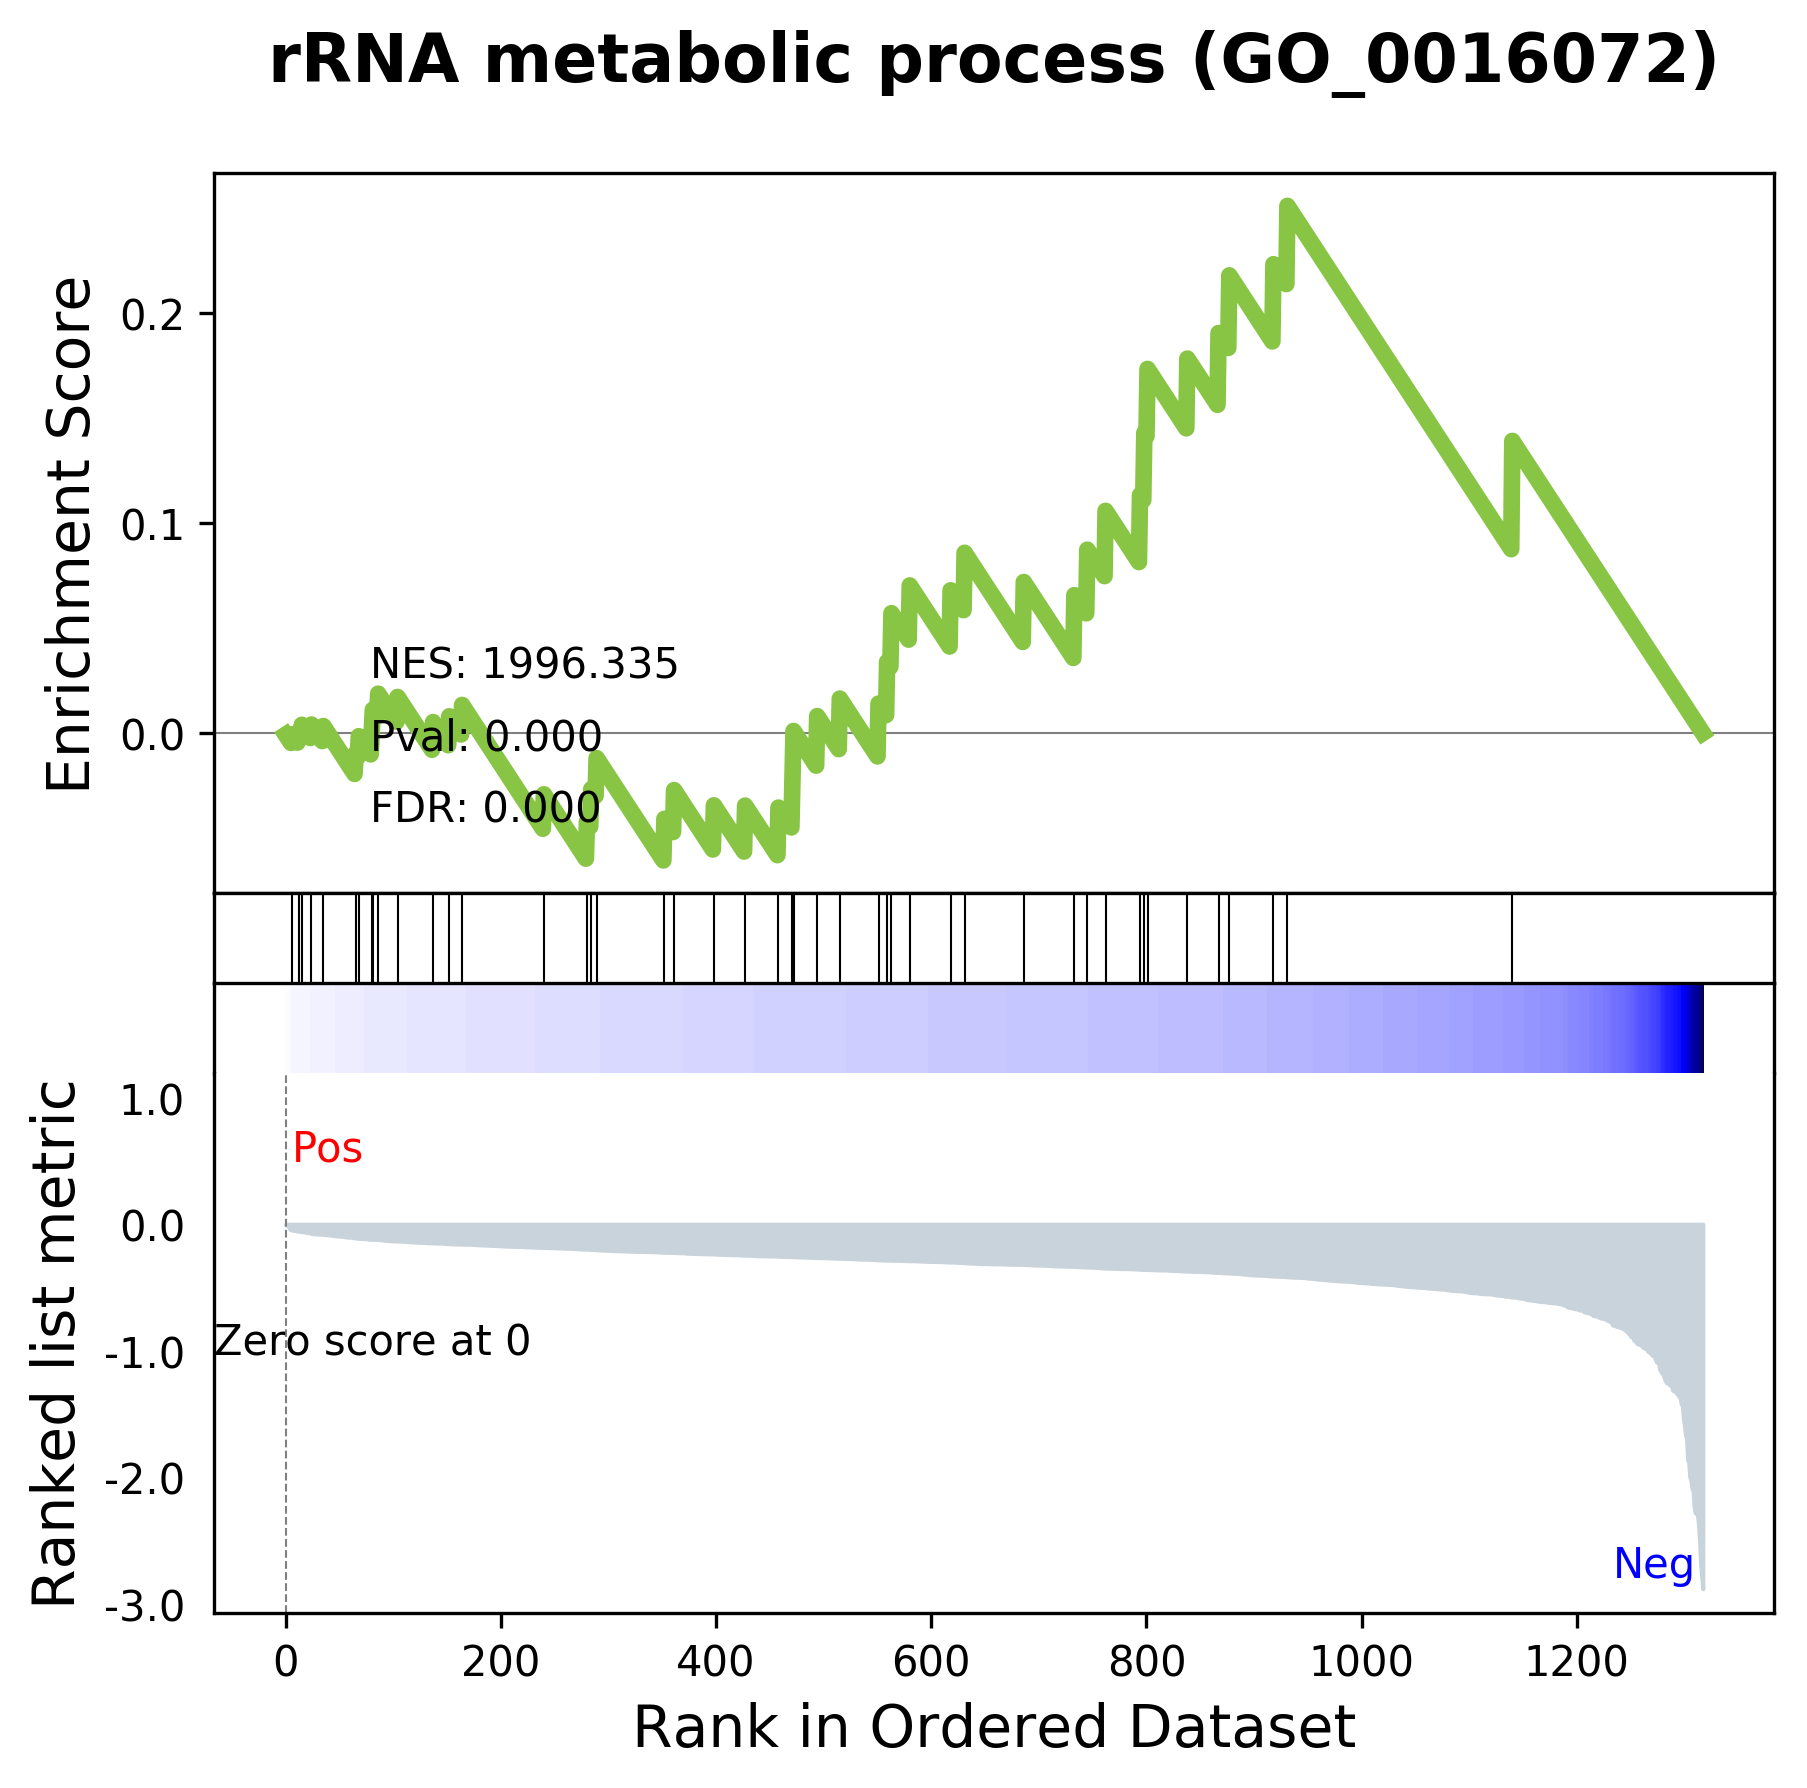 rRNA metabolic process (GO_0016072)
Enrichment Score
0.2
0.1
0.0
NES: 1996.335
Pval: 0.000
FDR: 0.000
Ranked list metric
1.0
Pos
0.0
Zero score at 0
-1.0
-2.0
Neg
-3.0
0 200 400 600 800 1000 1200
Rank in Ordered Dataset